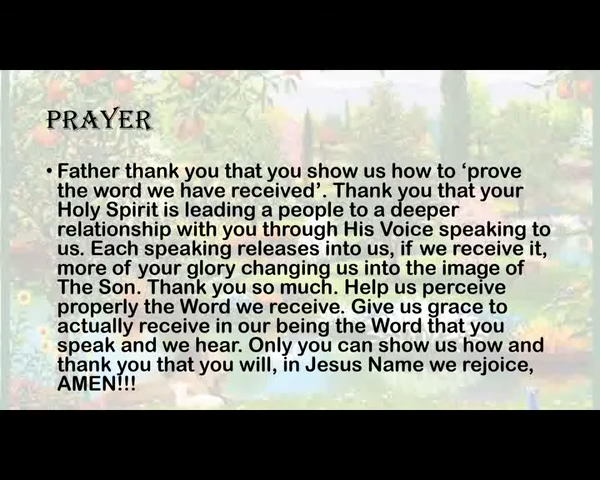 PRAYER
• Father thank you that you show us how to ‘prove
the word we have received’. Thank you that your
Holy Spirit is leading a people to a deeper
relationship with you through His Voice speaking to
us. Each speaking releases into us, if we receive it,
more of your glory changing us into the image of
The Son. Thank you so much. Help us perceive
properly the Word we receive. Give us grace to
actually receive in our being the Word that you
speak and we hear. Only you can show us how and
thank you that you will, in Jesus Name we rejoice,
AMEN!!!